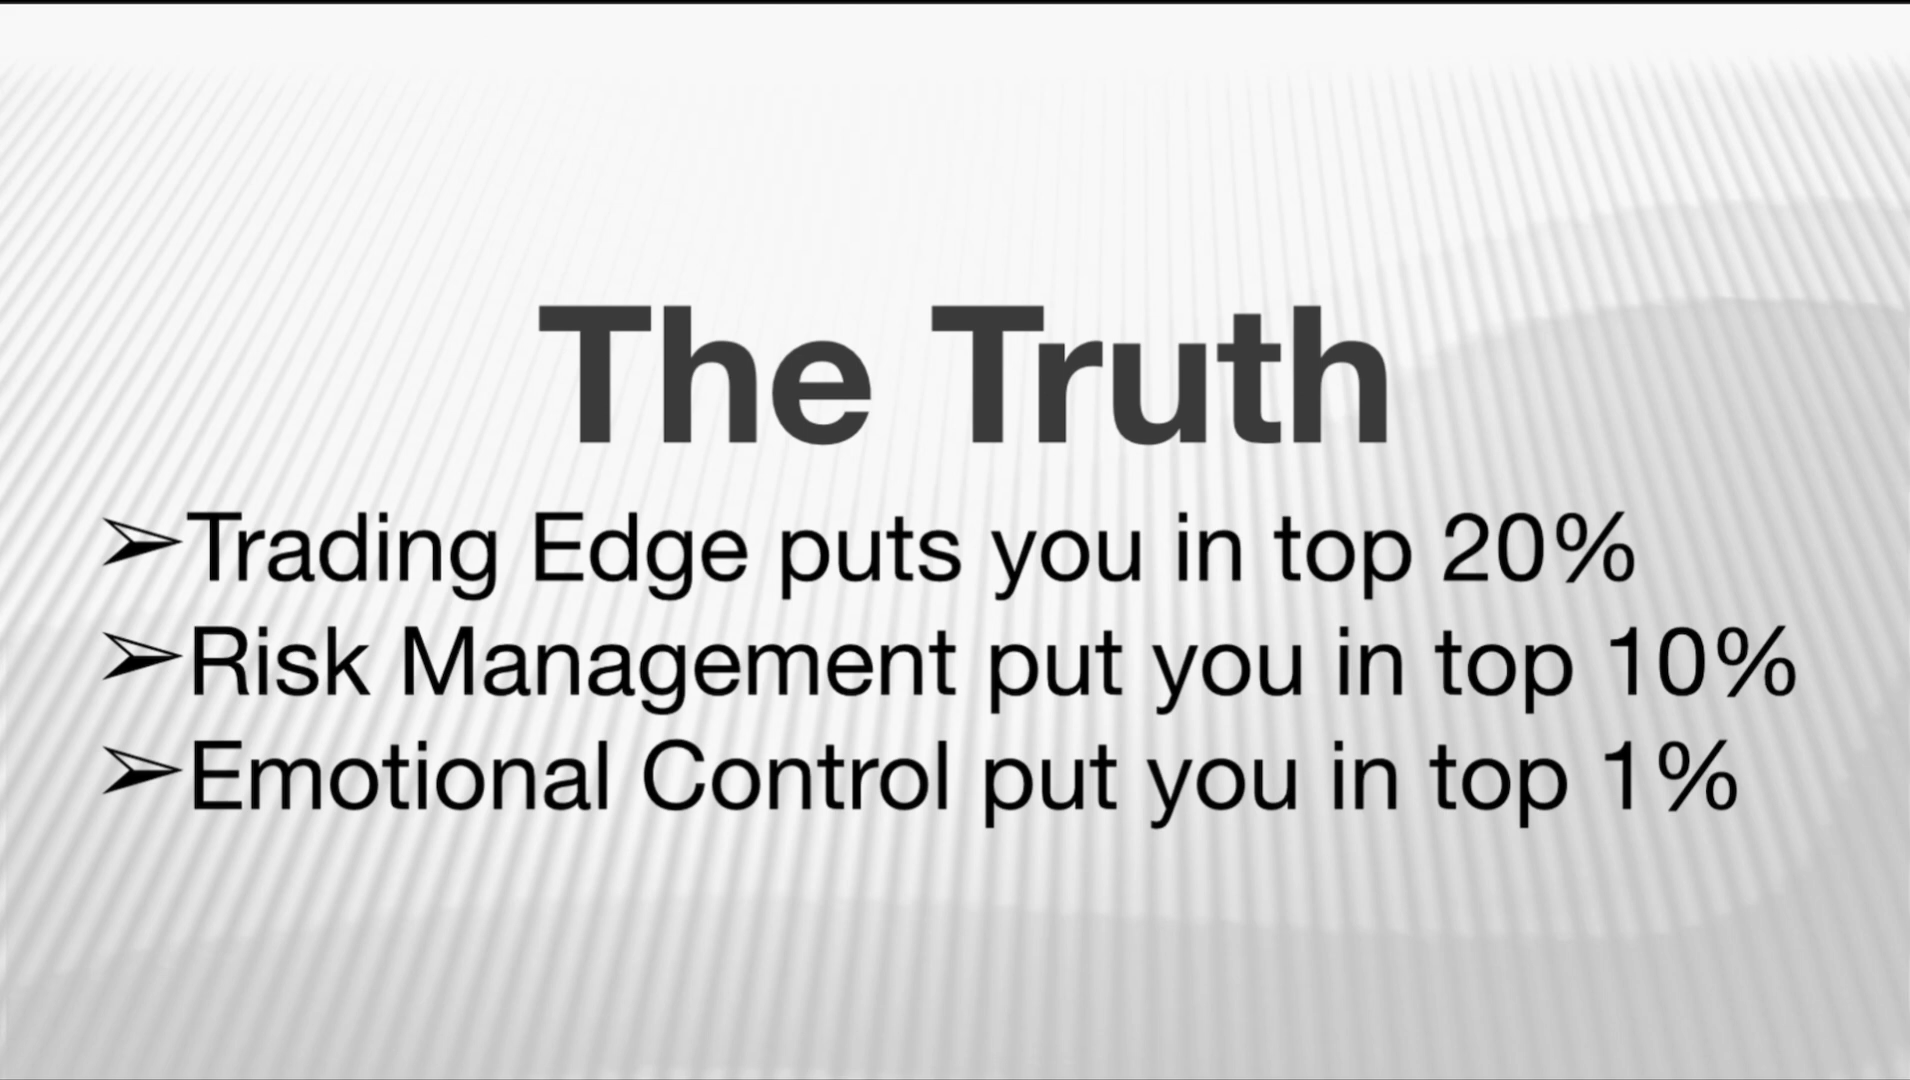 The Truth
➢Trading Edge puts you in top 20%
➢Risk Management put you in top 10%
➢Emotional Control put you in top 1%